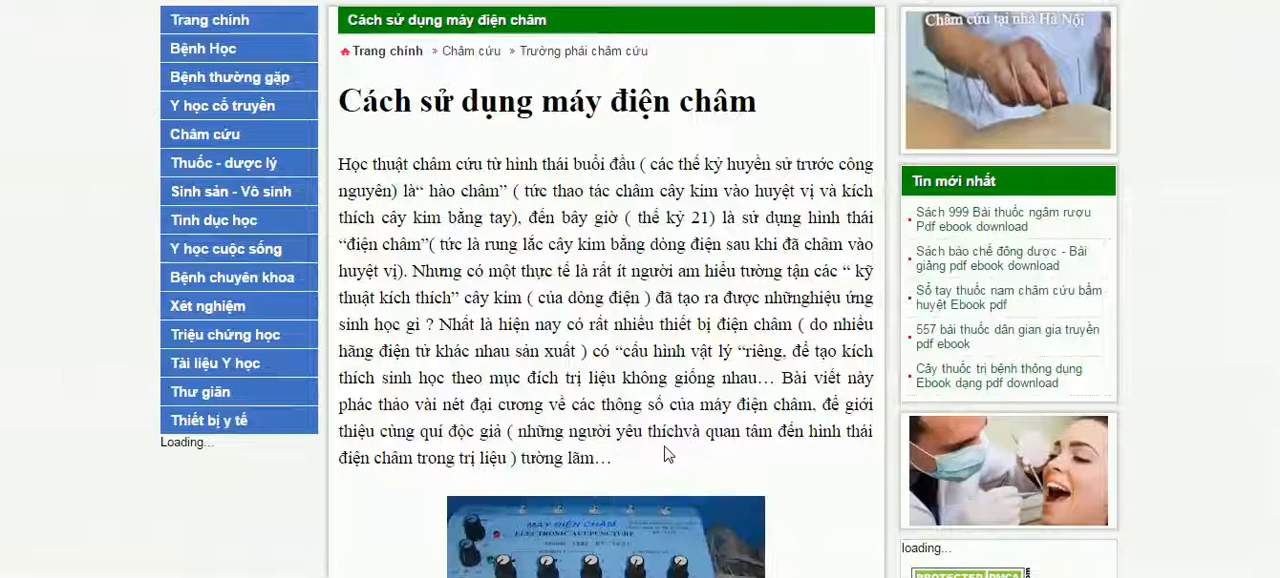 Trang chính
Bệnh Học
Bệnh thường gặp
Y học cổ truyền
Châm cứu
Thuốc - dược lý
Sinh sản - Vô sinh
Tình dục học
Y học cuộc sống
Bệnh chuyên khoa
Xét nghiệm
Triệu chứng học
Tài liệu Y học
Thư giãn
Thiết bị y tế
Loading...
Cách sử dụng máy điện châm
Trang chính » Châm cứu » Trường phái châm cứu
Cách sử dụng máy điện châm
Học thuật châm cứu từ hình thái buổi đầu ( các thế kỷ huyền sử trước công
nguyên) là“ hào châm” ( tức thao tác châm cây kim vào huyệt vị và kích
thích cây kim bằng tay), đến bây giờ ( thế kỷ 21) là sử dụng hình thái
“điện châm”( tức là rung lắc cây kim bằng dòng điện sau khi đã châm vào
huyệt vị). Nhưng có một thực tế là rất ít người am hiểu tường tận các “ kỹ
thuật kích thích” cây kim ( của dòng điện ) đã tạo ra được nhữnghiệu ứng
sinh học gì ? Nhất là hiện nay có rất nhiều thiết bị điện châm ( do nhiều
hãng điện tử khác nhau sản xuất ) có “cấu hình vật lý “riêng, để tạo kích
thích sinh học theo mục đích trị liệu không giống nhau… Bài viết này
phác thảo vài nét đại cương về các thông số của máy điện châm, để giới
thiệu cùng quí độc giả ( những người yêu thíchvà quan tâm đến hình thái
điện châm trong trị liệu ) tường lãm…
MÁY ĐIỆN CHÂM
ELECTRONIC ACUPUNCTURE
Châm cứu tại nhà Hà Nội
Tin mới nhất
Sách 999 Bài thuốc ngâm rượu
Pdf ebook download
Sách bào chế đông dược - Bài
giảng pdf ebook download
Sổ tay thuốc nam châm cứu bấm
huyệt Ebook pdf
557 bài thuốc dân gian gia truyền
pdf ebook
Cây thuốc trị bệnh thông dụng
Ebook dạng pdf download
loading...
PROTECTED DMCA